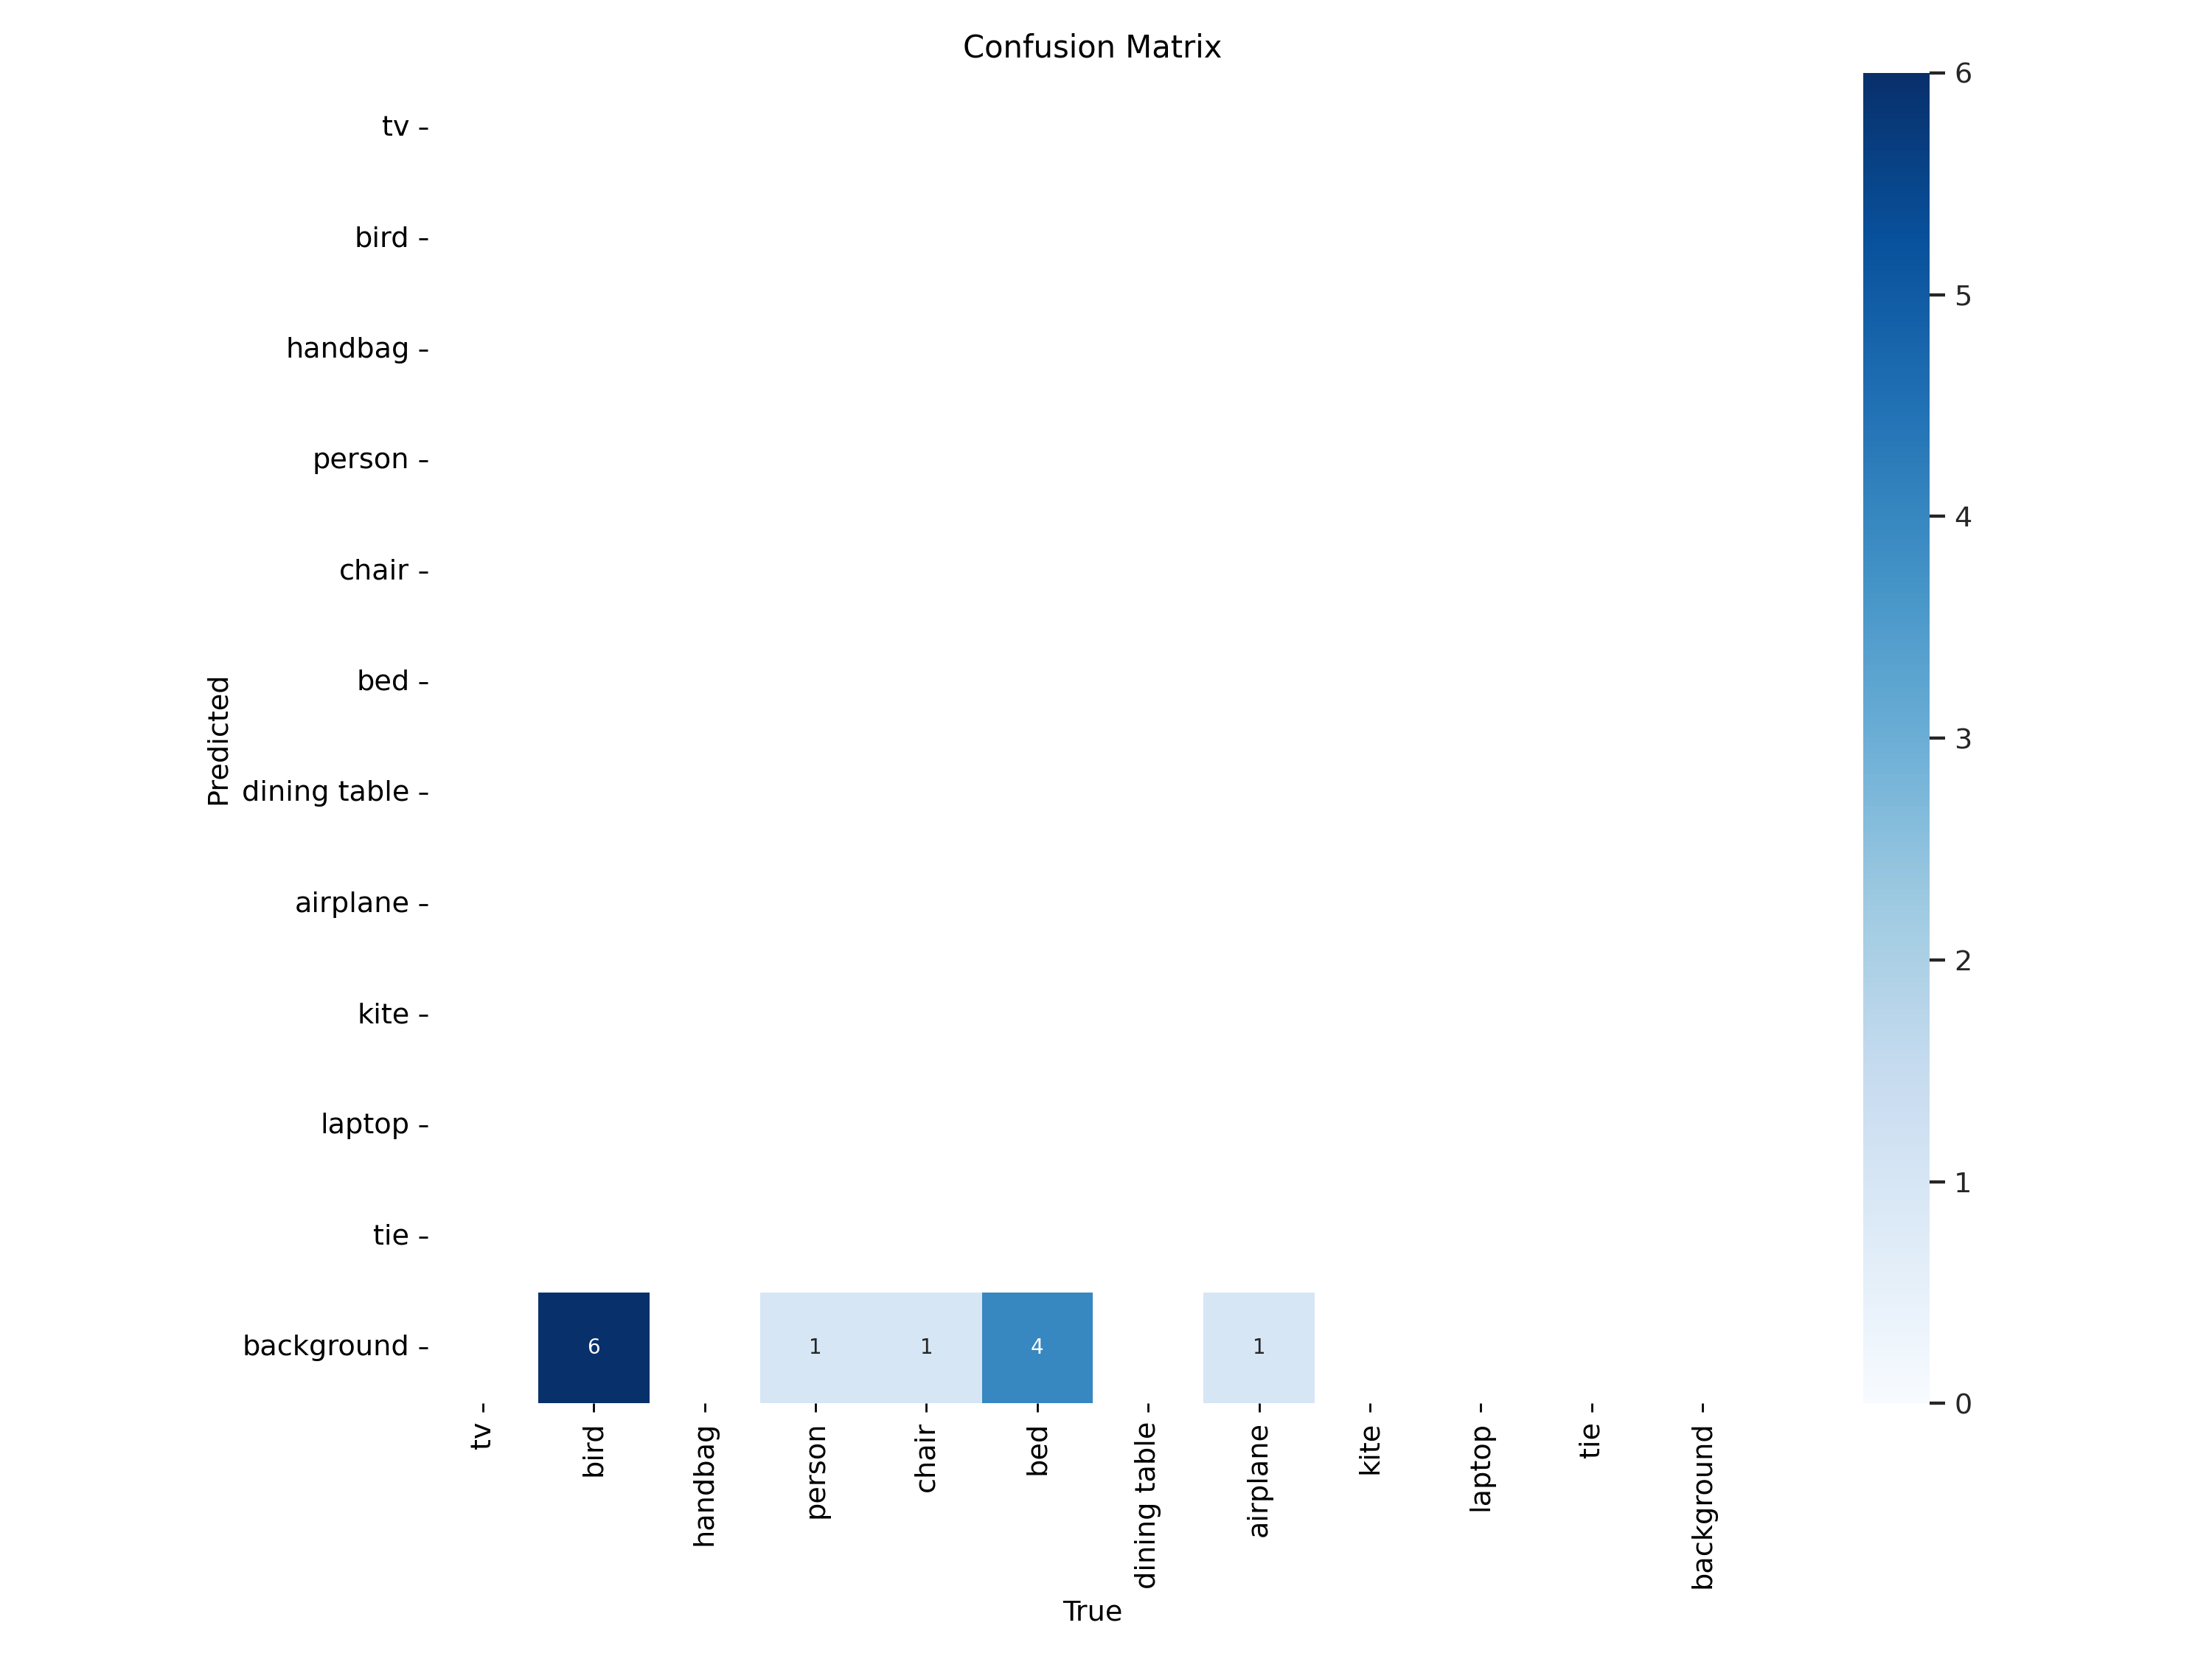 Confusion Matrix
tv
bird
handbag
person
chair
bed
dining table
airplane
kite
laptop
tie
background
Predicted
6 1 1 4 1
tv bird handbag person chair bed dining table airplane kite laptop tie background
True
6
5
4
3
2
1
0